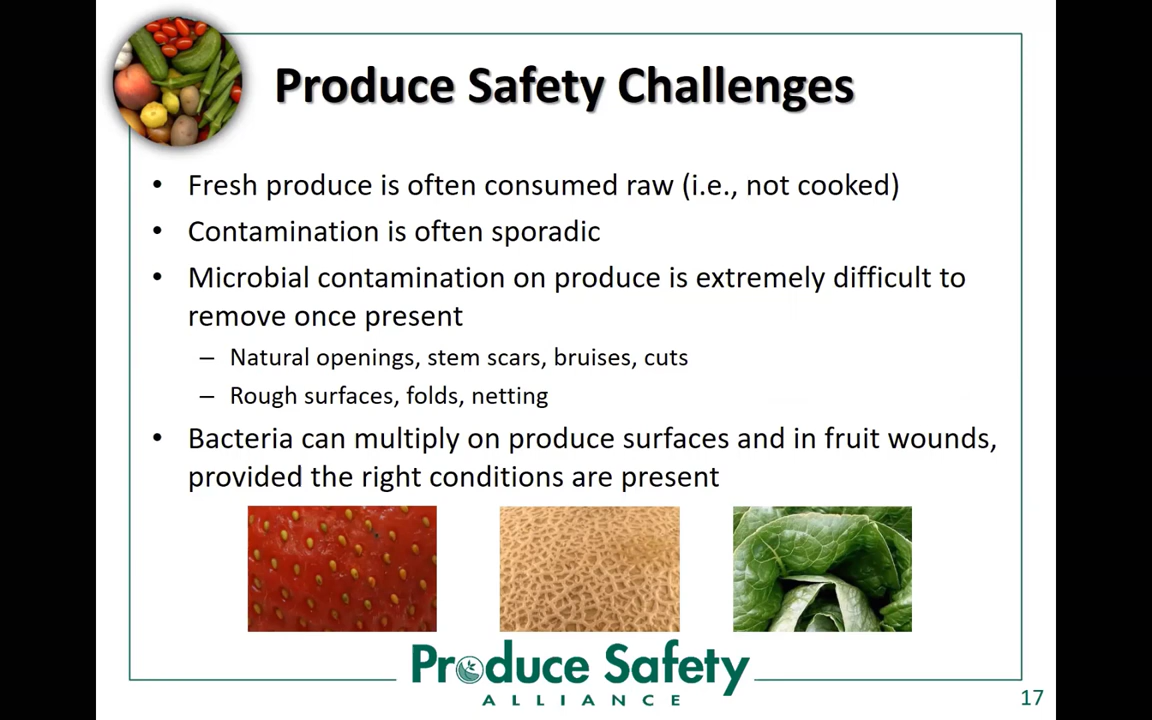 Produce Safety Challenges
• Fresh produce is often consumed raw (i.e., not cooked)
• Contamination is often sporadic
• Microbial contamination on produce is extremely difficult to
remove once present
– Natural openings, stem scars, bruises, cuts
– Rough surfaces, folds, netting
• Bacteria can multiply on produce surfaces and in fruit wounds,
provided the right conditions are present
Produce Safety
ALLIANCE
17